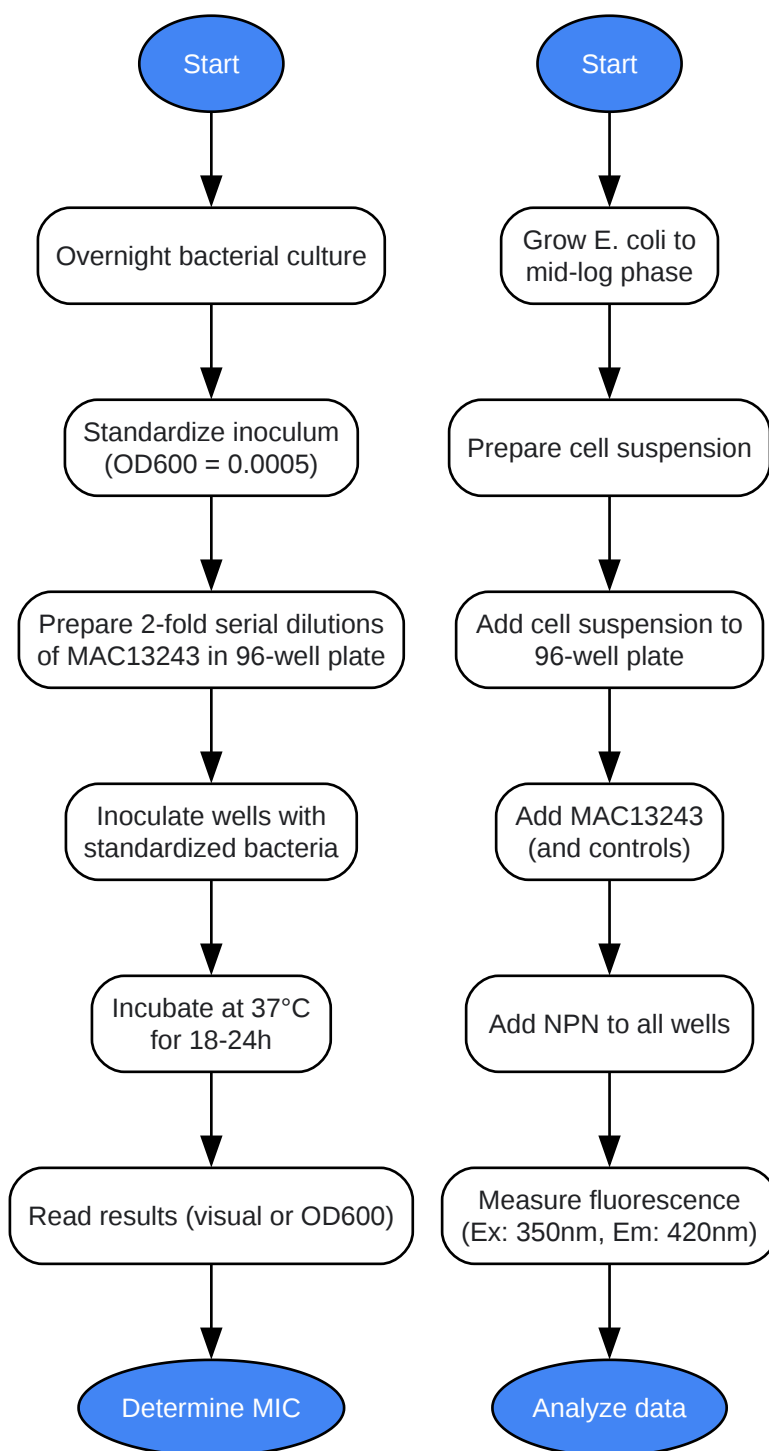 Start
Overnight bacterial culture
Standardize inoculum
(OD600 = 0.0005)
Prepare 2-fold serial dilutions
of MAC13243 in 96-well plate
Inoculate wells with
standardized bacteria
Incubate at 37°C
for 18-24h
Read results (visual or OD600)
Determine MIC
Start
Grow E. coli to
mid-log phase
Prepare cell suspension
Add cell suspension to
96-well plate
Add MAC13243
(and controls)
Add NPN to all wells
Measure fluorescence
(Ex: 350nm, Em: 420nm)
Analyze data